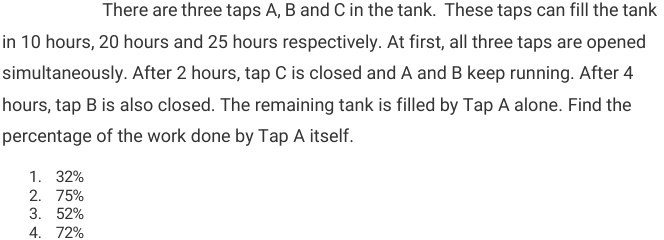 There are three taps A, B and C in the tank. These taps can fill the tank
in 10 hours, 20 hours and 25 hours respectively. At first, all three taps are opened
simultaneously. After 2 hours, tap C is closed and A and B keep running. After 4
hours, tap B is also closed. The remaining tank is filled by Tap A alone. Find the
percentage of the work done by Tap A itself.
1. 32%
2. 75%
3. 52%
4. 72%